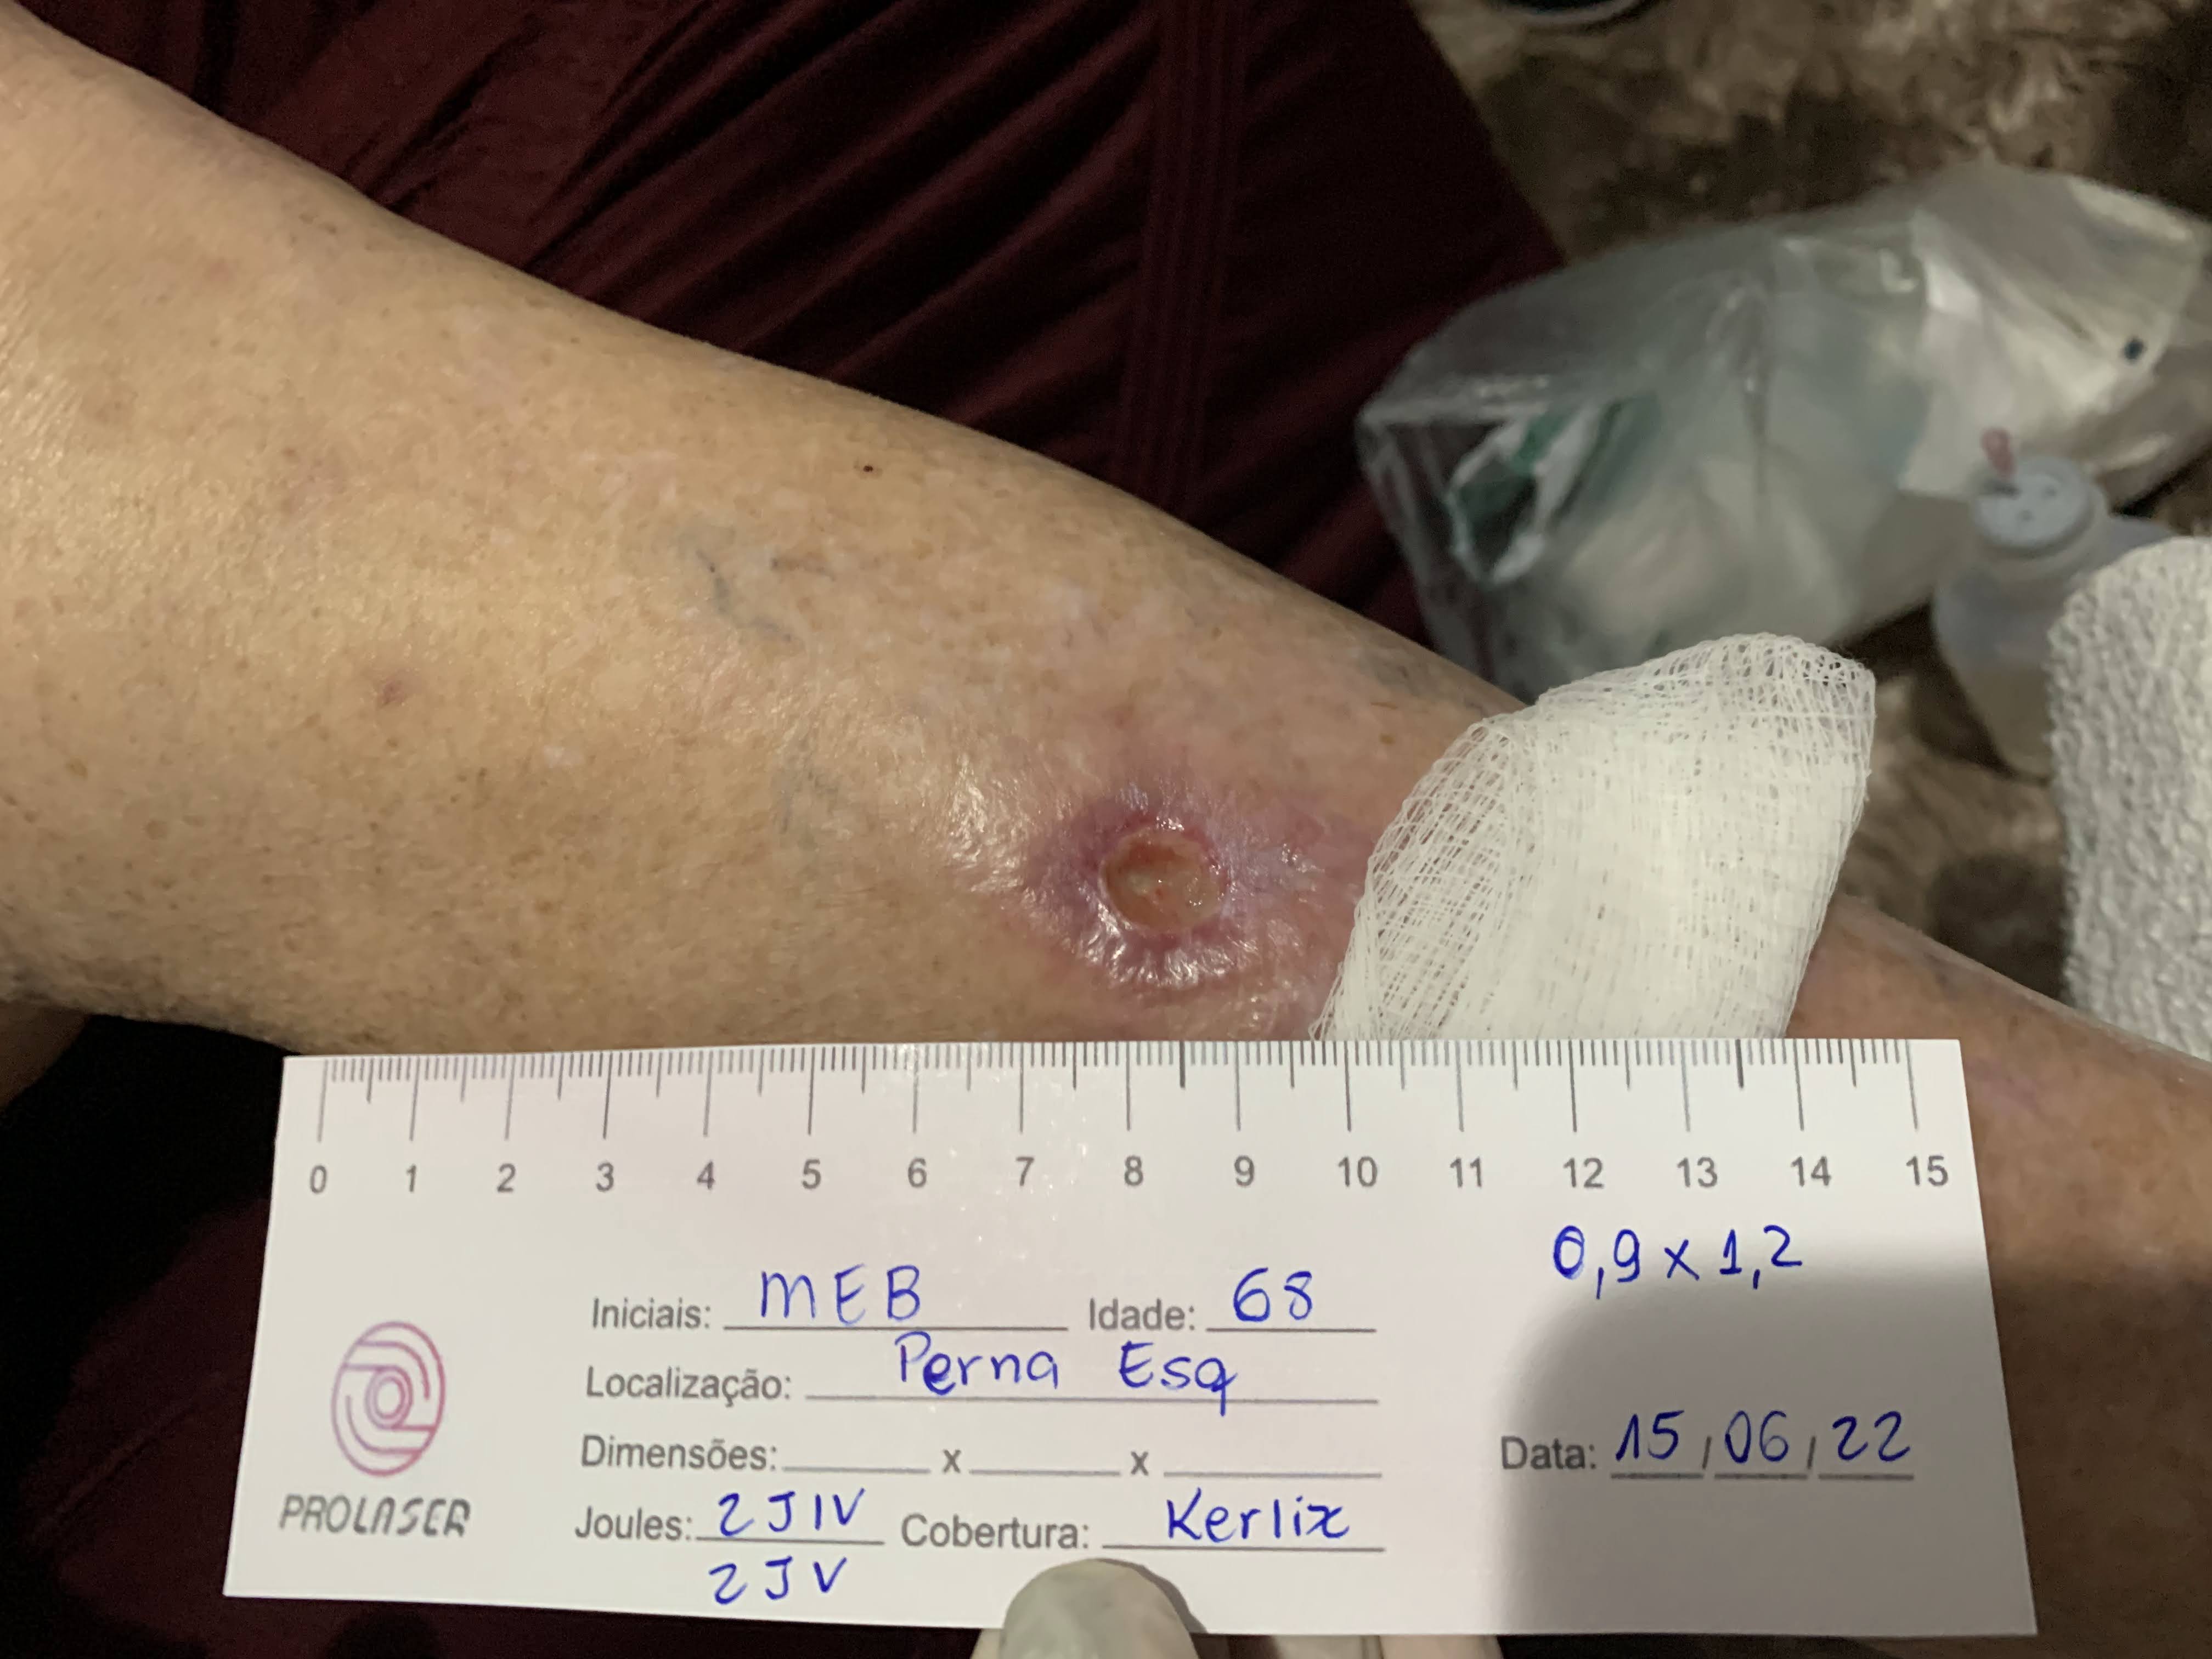 0 1 2 3 4 5 6 7 8 9 10 11 12 13 14 15
0,9 x 1,2
Iniciais: MEB Idade: 68
Localização: Perna Esq
Dimensões: x x
Data: 15/06/22
PROLASER
Joules: 2JIV Cobertura: Kerlix
2JV